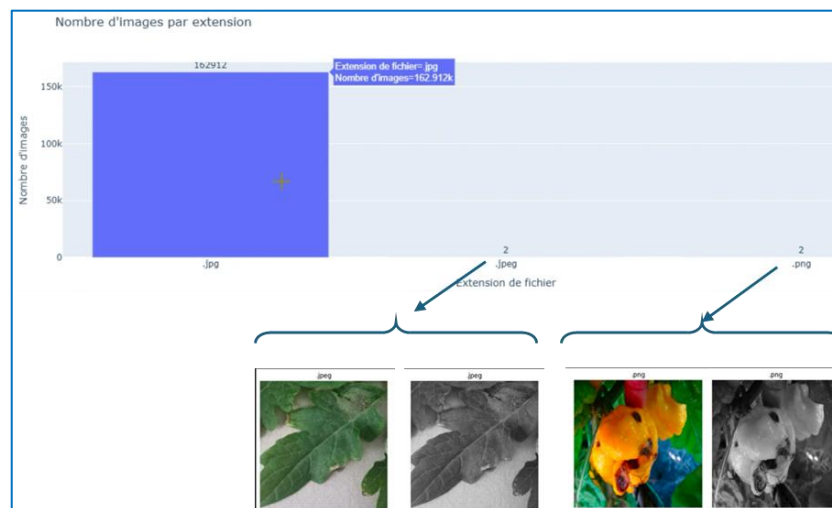 Nombre d'images par extension
162912
Extension de fichier=.jpg
Nombre d'images=162.912k
150k
100k
50k
0
Nombre d'images
2
2
.jpg
.jpeg
.png
Extension de fichier
.jpeg
.jpeg
.png
.png